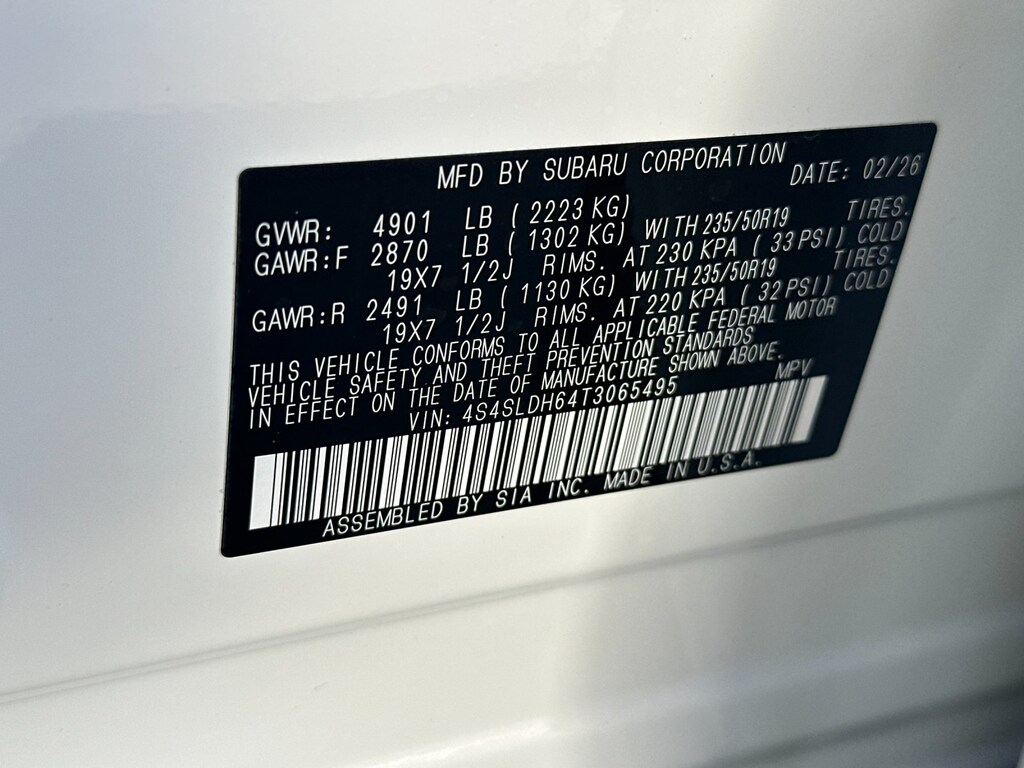 MFD BY SUBARU CORPORATION DATE: 02/26
GVWR: 4901 LB ( 2223 KG)
GAWR:F 2870 LB ( 1302 KG) WITH 235/50R19 TIRES.
19X7 1/2J RIMS. AT 230 KPA ( 33 PSI) COLD
GAWR:R 2491 LB ( 1130 KG) WITH 235/50R19 TIRES.
19X7 1/2J RIMS. AT 220 KPA ( 32 PSI) COLD
THIS VEHICLE CONFORMS TO ALL APPLICABLE FEDERAL MOTOR
VEHICLE SAFETY AND THEFT PREVENTION STANDARDS
IN EFFECT ON THE DATE OF MANUFACTURE SHOWN ABOVE.
VIN: 4S4SLDH64T3065495 MPV
ASSEMBLED BY SIA INC. MADE IN U.S.A.